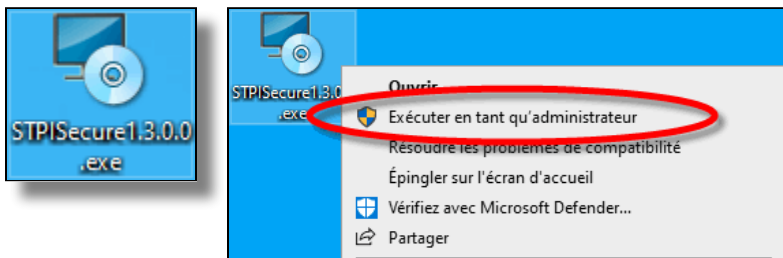 STPISecure1.3.0.0
.exe
STPISecure1.3.0
.exe
Ouvrir
Exécuter en tant qu'administrateur
Résoudre les problèmes de compatibilité
Épingler sur l'écran d'accueil
Vérifiez avec Microsoft Defender...
Partager